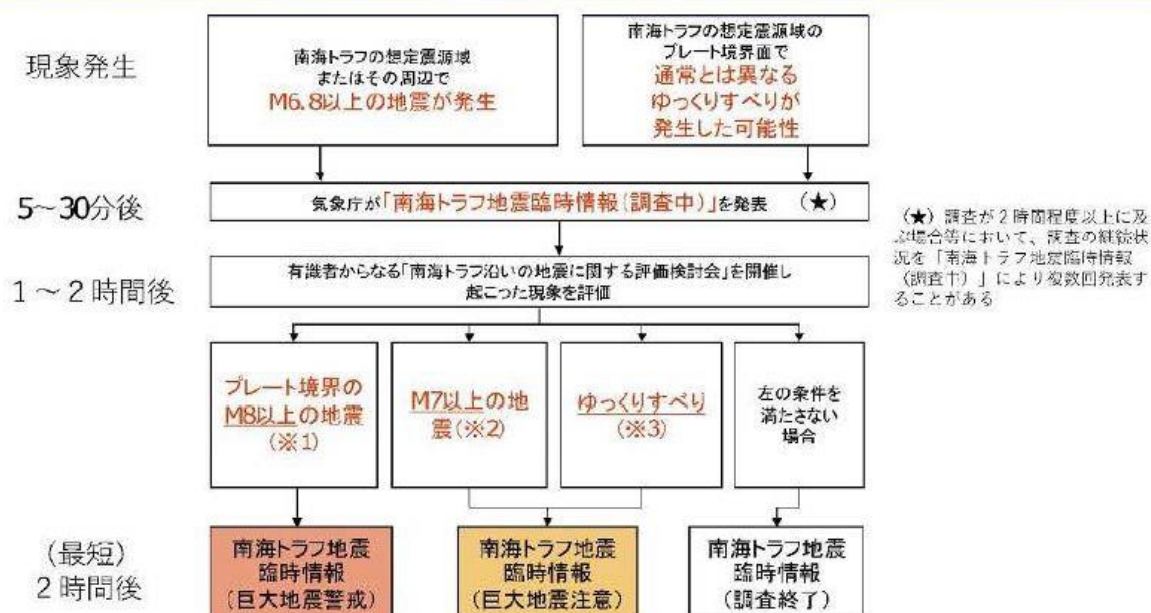 現象発生
南海トラフの想定震源域
またはその周辺で
M6.8以上の地震が発生
南海トラフの想定震源域の
プレート境界面で
通常とは異なる
ゆっくりすべりが
発生した可能性
5～30分後
気象庁が「南海トラフ地震臨時情報(調査中)」を発表 (★)
(★) 調査が2時間程度以上に及
ぶ場合等において、調査の継続状
況を「南海トラフ地震臨時情報
(調査中)」により複数回発表す
ることがある
1～2時間後
有識者からなる「南海トラフ沿いの地震に関する評価検討会」を開催し
起こった現象を評価
プレート境界の
M8以上の地震
(※1)
M7以上の地
震(※2)
ゆっくりすべり
(※3)
左の条件を
満たさない
場合
(最短)
2時間後
南海トラフ地震
臨時情報
(巨大地震警戒)
南海トラフ地震
臨時情報
(巨大地震注意)
南海トラフ地震
臨時情報
(調査終了)